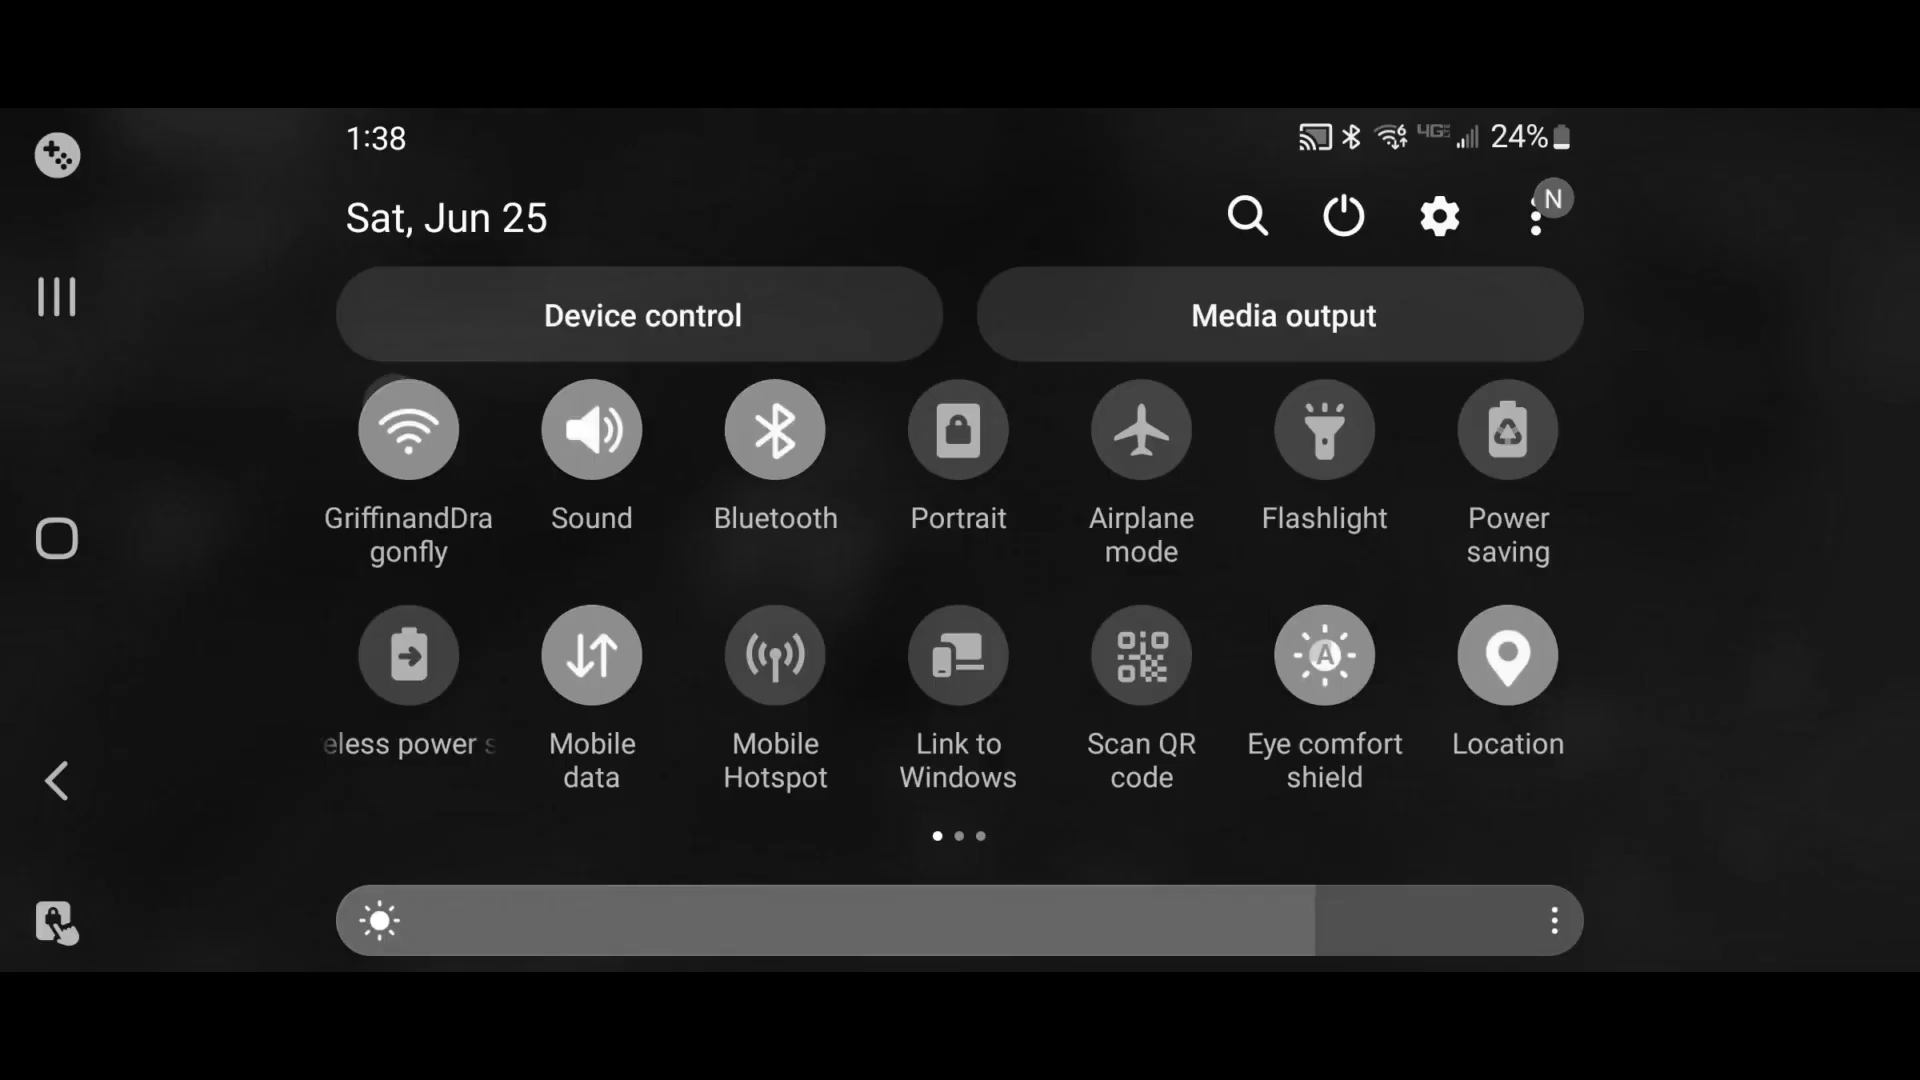 1:38
4G 24%
Sat, Jun 25
N
Device control
Media output
GriffinandDra
gonfly
Sound
Bluetooth
Portrait
Airplane
mode
Flashlight
Power
saving
eless power s
Mobile
data
Mobile
Hotspot
Link to
Windows
Scan QR
code
Eye comfort
shield
Location